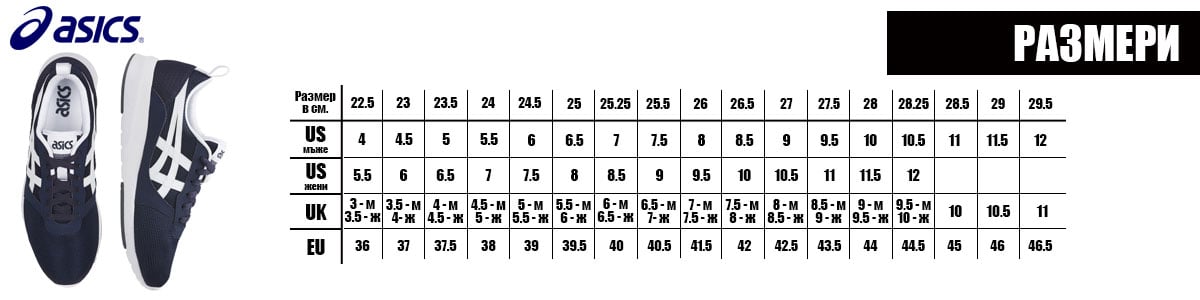 asics®
РАЗМЕРИ
asics
asics
Размер в см. 22.5 23 23.5 24 24.5 25 25.25 25.5 26 26.5 27 27.5 28 28.25 28.5 29 29.5
US мъже 4 4.5 5 5.5 6 6.5 7 7.5 8 8.5 9 9.5 10 10.5 11 11.5 12
US жени 5.5 6 6.5 7 7.5 8 8.5 9 9.5 10 10.5 11 11.5 12
UK 3 - м 3.5 - м 4 - м 4.5 - м 5 - м 5.5 - м 6 - м 6.5 - м 7 - м 7.5 - м 8 - м 8.5 - м 9 - м 9.5 - м 10 10.5 11
3.5 - ж 4- ж 4.5 - ж 5 - ж 5.5 - ж 6 - ж 6.5 - ж 7- ж 7.5 - ж 8 - ж 8.5 - ж 9 - ж 9.5 - ж 10 - ж
EU 36 37 37.5 38 39 39.5 40 40.5 41.5 42 42.5 43.5 44 44.5 45 46 46.5